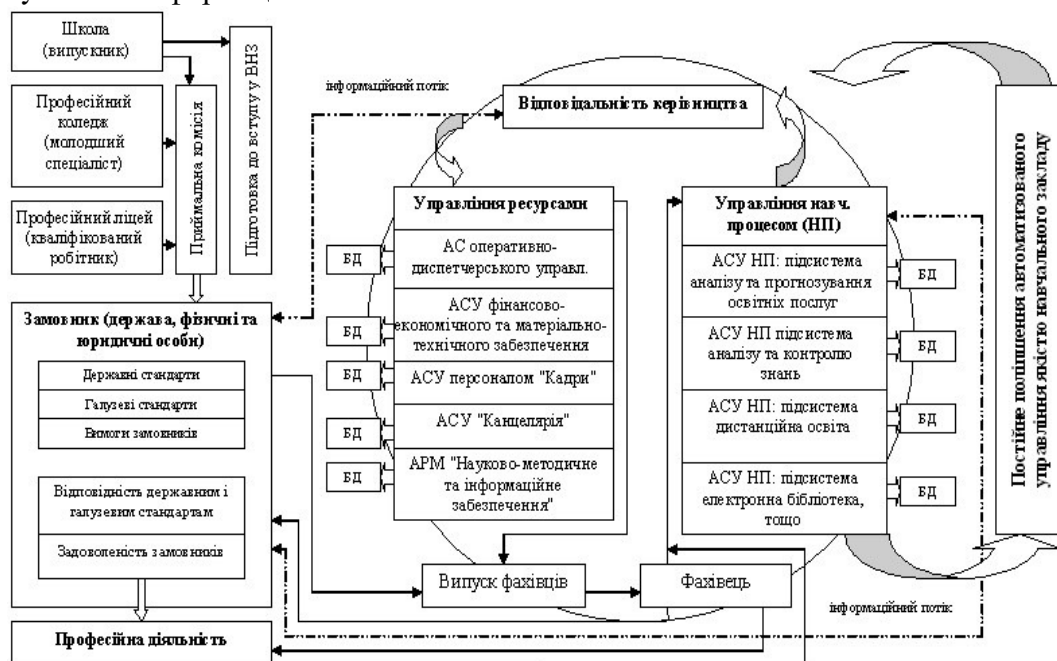 Школа
(випускник)
Професійний
коледж
(молодший
спеціаліст)
Професійний ліцей
(кваліфікований
робітник)
Приймальна комісія
Підготовка до вступу у ВНЗ
інформаційний потік
Відповідальність керівництва
Управління ресурсами
АС оперативно-
диспетчерського управл.
АСУ фінансово-
економічного та матеріально-
технічного забезпечення
АСУ персоналом "Кадри"
АСУ "Канцелярія"
АРМ "Науково-методичне
та інформаційне
забезпечення"
БД
БД
БД
БД
БД
Управління навч.
процесом (НП)
АСУ НП: підсистема
аналізу та прогнозування
освітніх послуг
АСУ НП підсистема
аналізу та контролю
знань
АСУ НП: підсистема
дистанційна освіта
АСУ НП: підсистема
електронна бібліотека,
тощо
БД
БД
БД
БД
Постійне поліпшення автоматизованого
управління якістю навчального закладу
Замовник (держава, фізичні та
юридичні особи)
Державні стандарти
Галузеві стандарти
Вимоги замовників
Відповідність державним і
галузевим стандартам
Задоволеність замовників
Випуск фахівців
Фахівець
інформаційний потік
Професійна діяльність